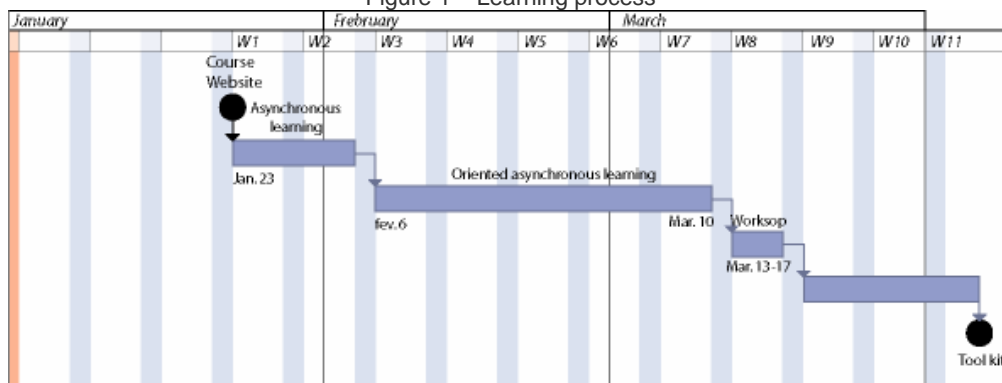 Figure 1 – Learning process
January Frebruary March
W1 W2 W3 W4 W5 W6 W7 W8 W9 W10 W11
Course
Website
Asynchronous
learning
Jan. 23
Oriented asynchronous learning
fev. 6
Mar. 10
Worksop
Mar. 13-17
Tool kit